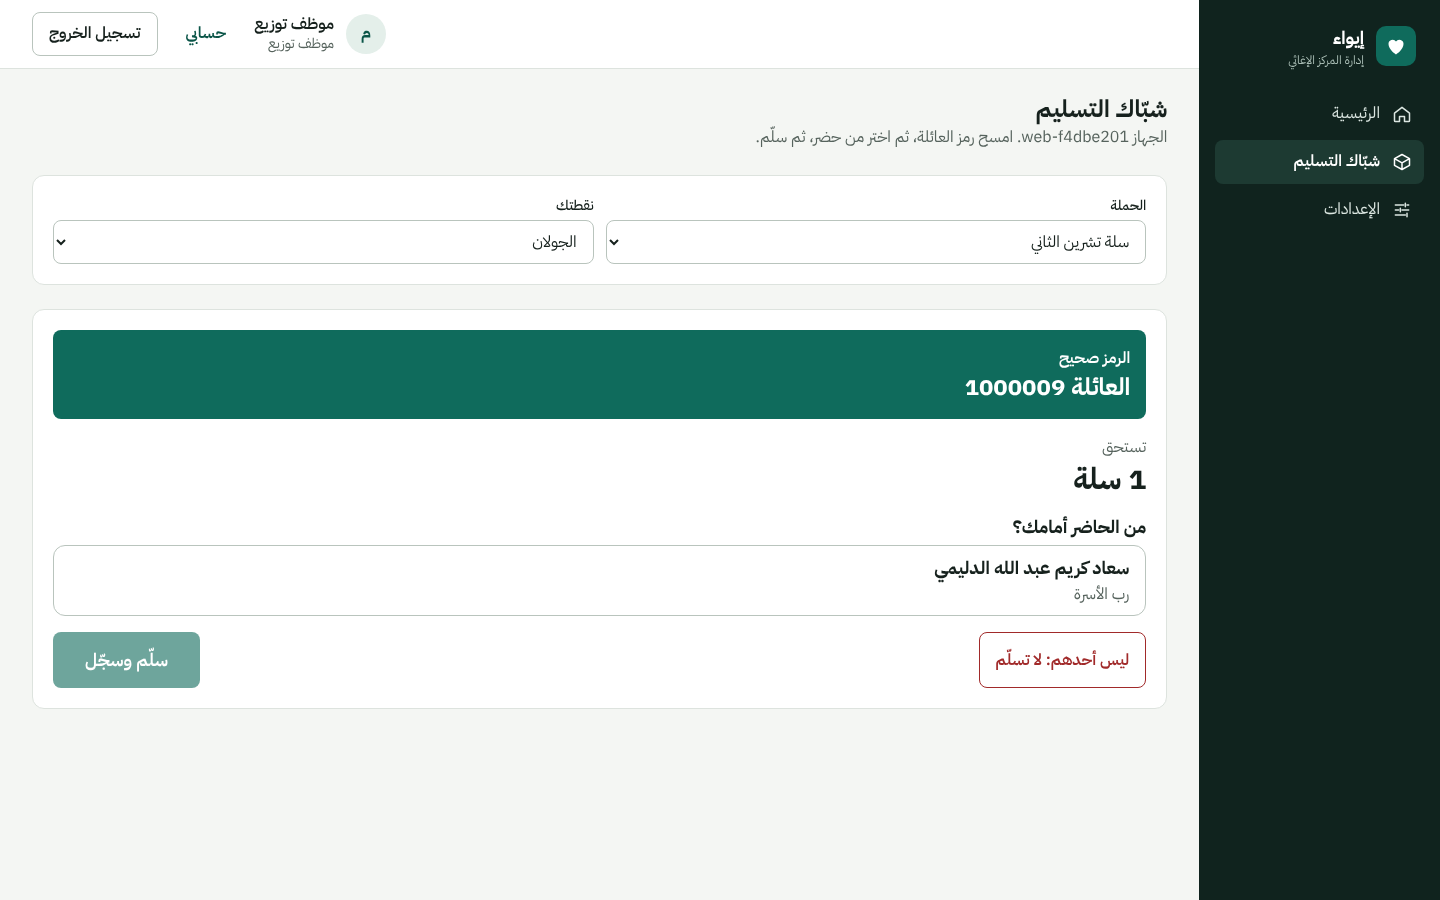 إيواء
إدارة المركز الإغاثي
الرئيسية
شبّاك التسليم
الإعدادات
م
موظف توزيع
موظف توزيع
حسابي
تسجيل الخروج
شبّاك التسليم
الجهاز web-f4dbe201. امسح رمز العائلة، ثم اختر من حضر، ثم سلّم.
الحملة
سلة تشرين الثاني
نقطتك
الجولان
الرمز صحيح
العائلة 1000009
تستحق
1 سلة
من الحاضر أمامك؟
سعاد كريم عبد الله الدليمي
رب الأسرة
ليس أحدهم: لا تسلّم
سلّم وسجّل